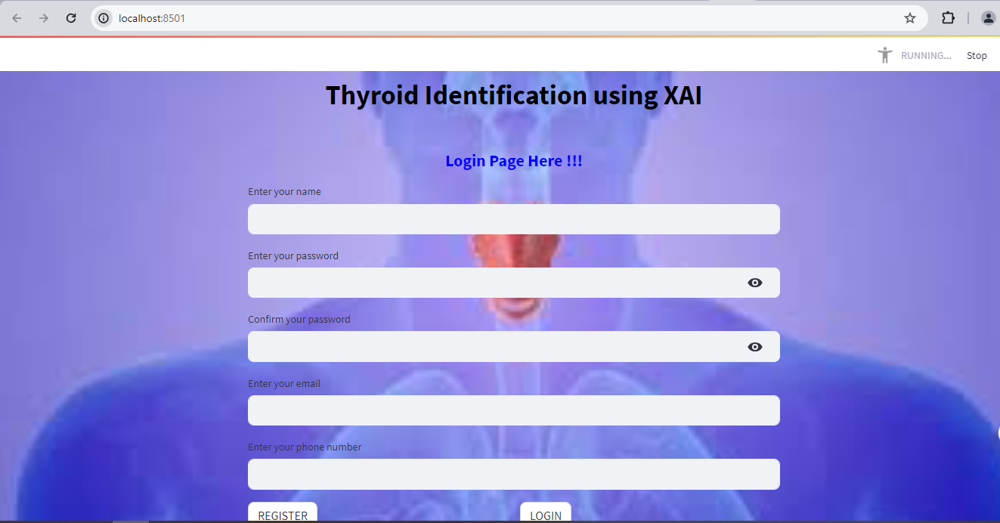 localhost:8501
RUNNING...
Stop
Thyroid Identification using XAI
Login Page Here !!!
Enter your name
Enter your password
Confirm your password
Enter your email
Enter your phone number
REGISTER
LOGIN